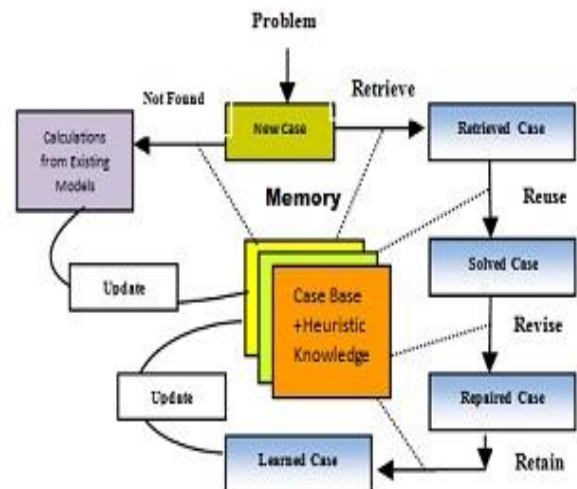 Problem
Not Found
Retrieve
New Case
Calculations
from Existing
Models
Retrieved Case
Memory
Reuse
Update
Case Base
+Heuristic
Knowledge
Solved Case
Revise
Update
Repaired Case
Learned Case
Retain